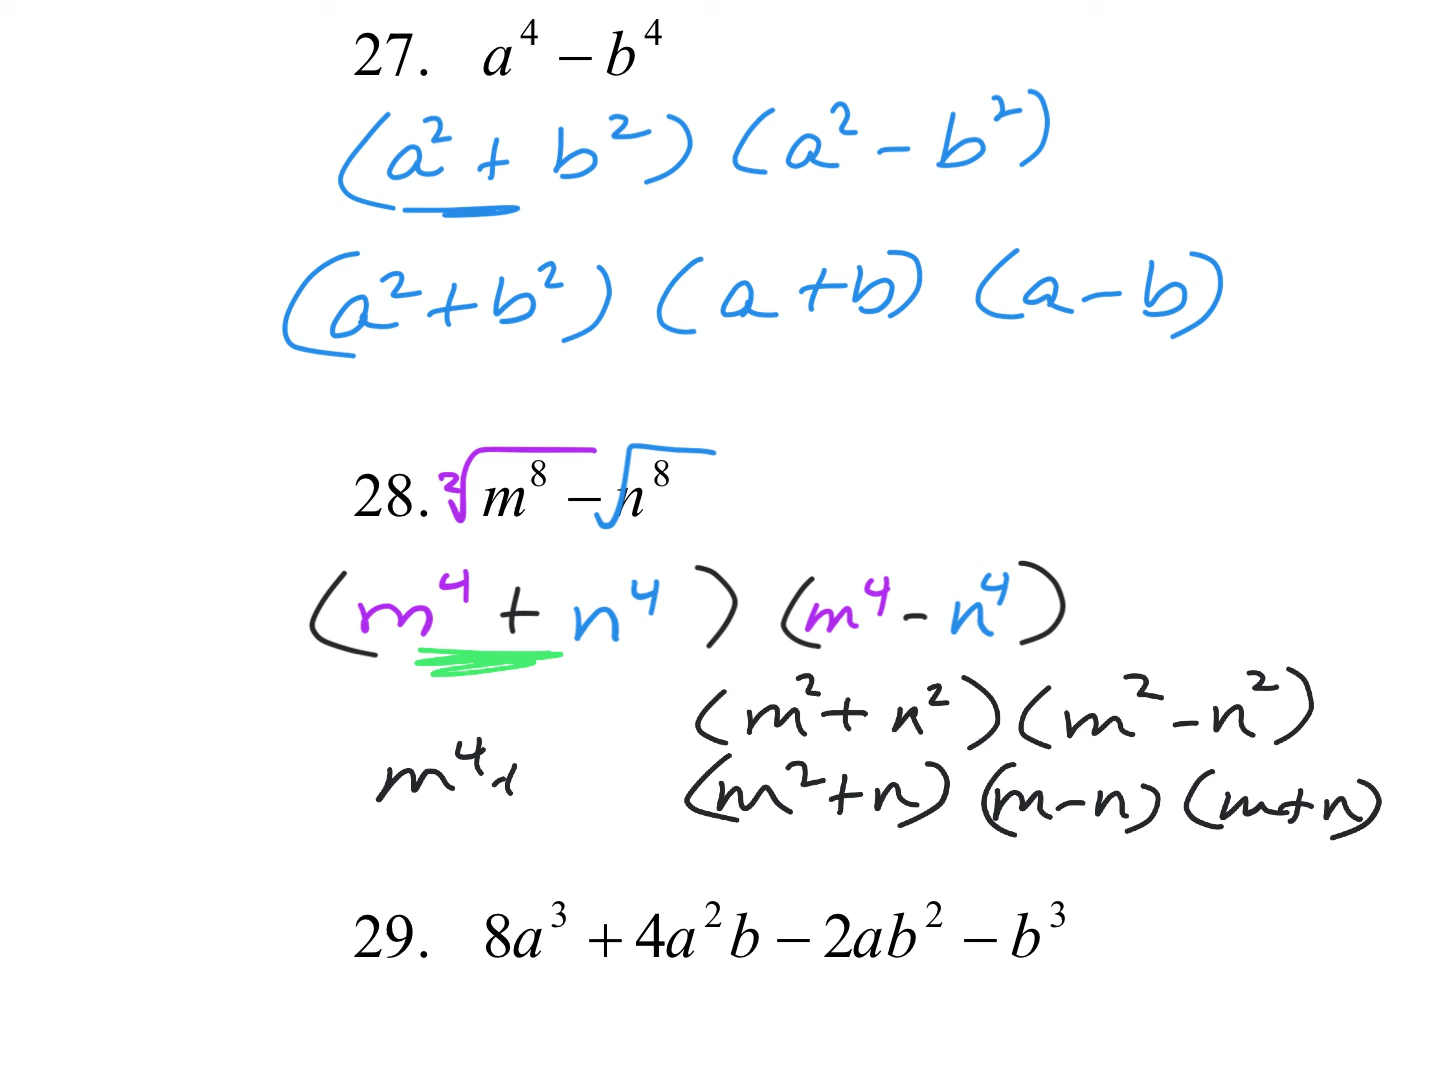 27. a⁴ − b⁴
(a² + b²) (a² − b²)
(a² + b²) (a + b) (a − b)
28. ²√m⁸ − √n⁸
(m⁴ + n⁴) (m⁴ − n⁴)
(m² + n²) (m² − n²)
m⁴+
(m² + n) (m − n) (m + n)
29. 8a³ + 4a²b − 2ab² − b³